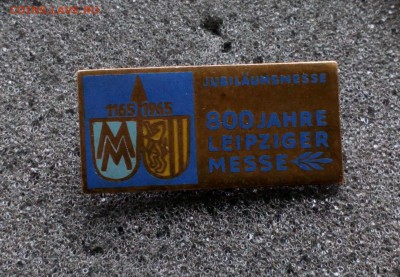 1165 1965
M
JUBILÄUMSMESSE
800 JAHRE
LEIPZIGER
MESSE